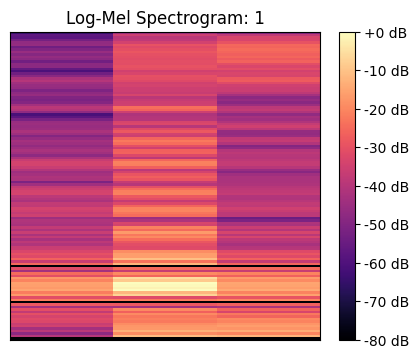 Log-Mel Spectrogram: 1
+0 dB
-10 dB
-20 dB
-30 dB
-40 dB
-50 dB
-60 dB
-70 dB
-80 dB